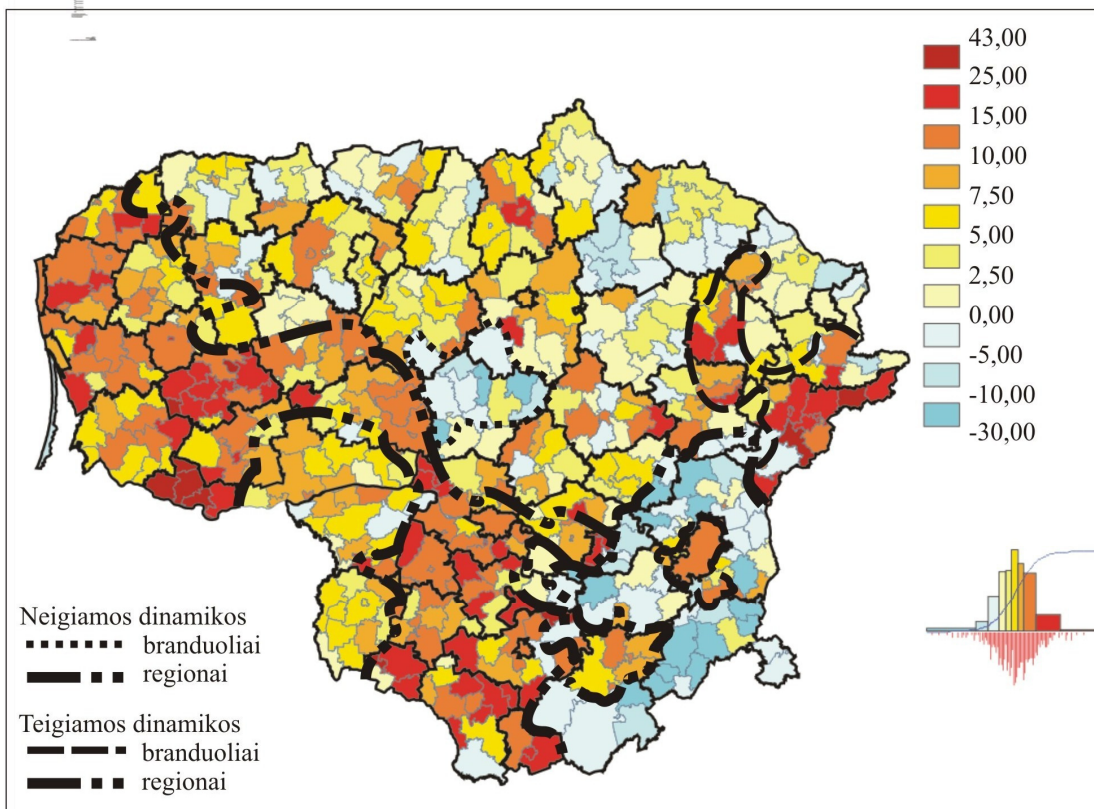 43,00
25,00
15,00
10,00
7,50
5,00
2,50
0,00
-5,00
-10,00
-30,00
Neigiamos dinamikos
branduoliai
regionai
Teigiamos dinamikos
branduoliai
regionai